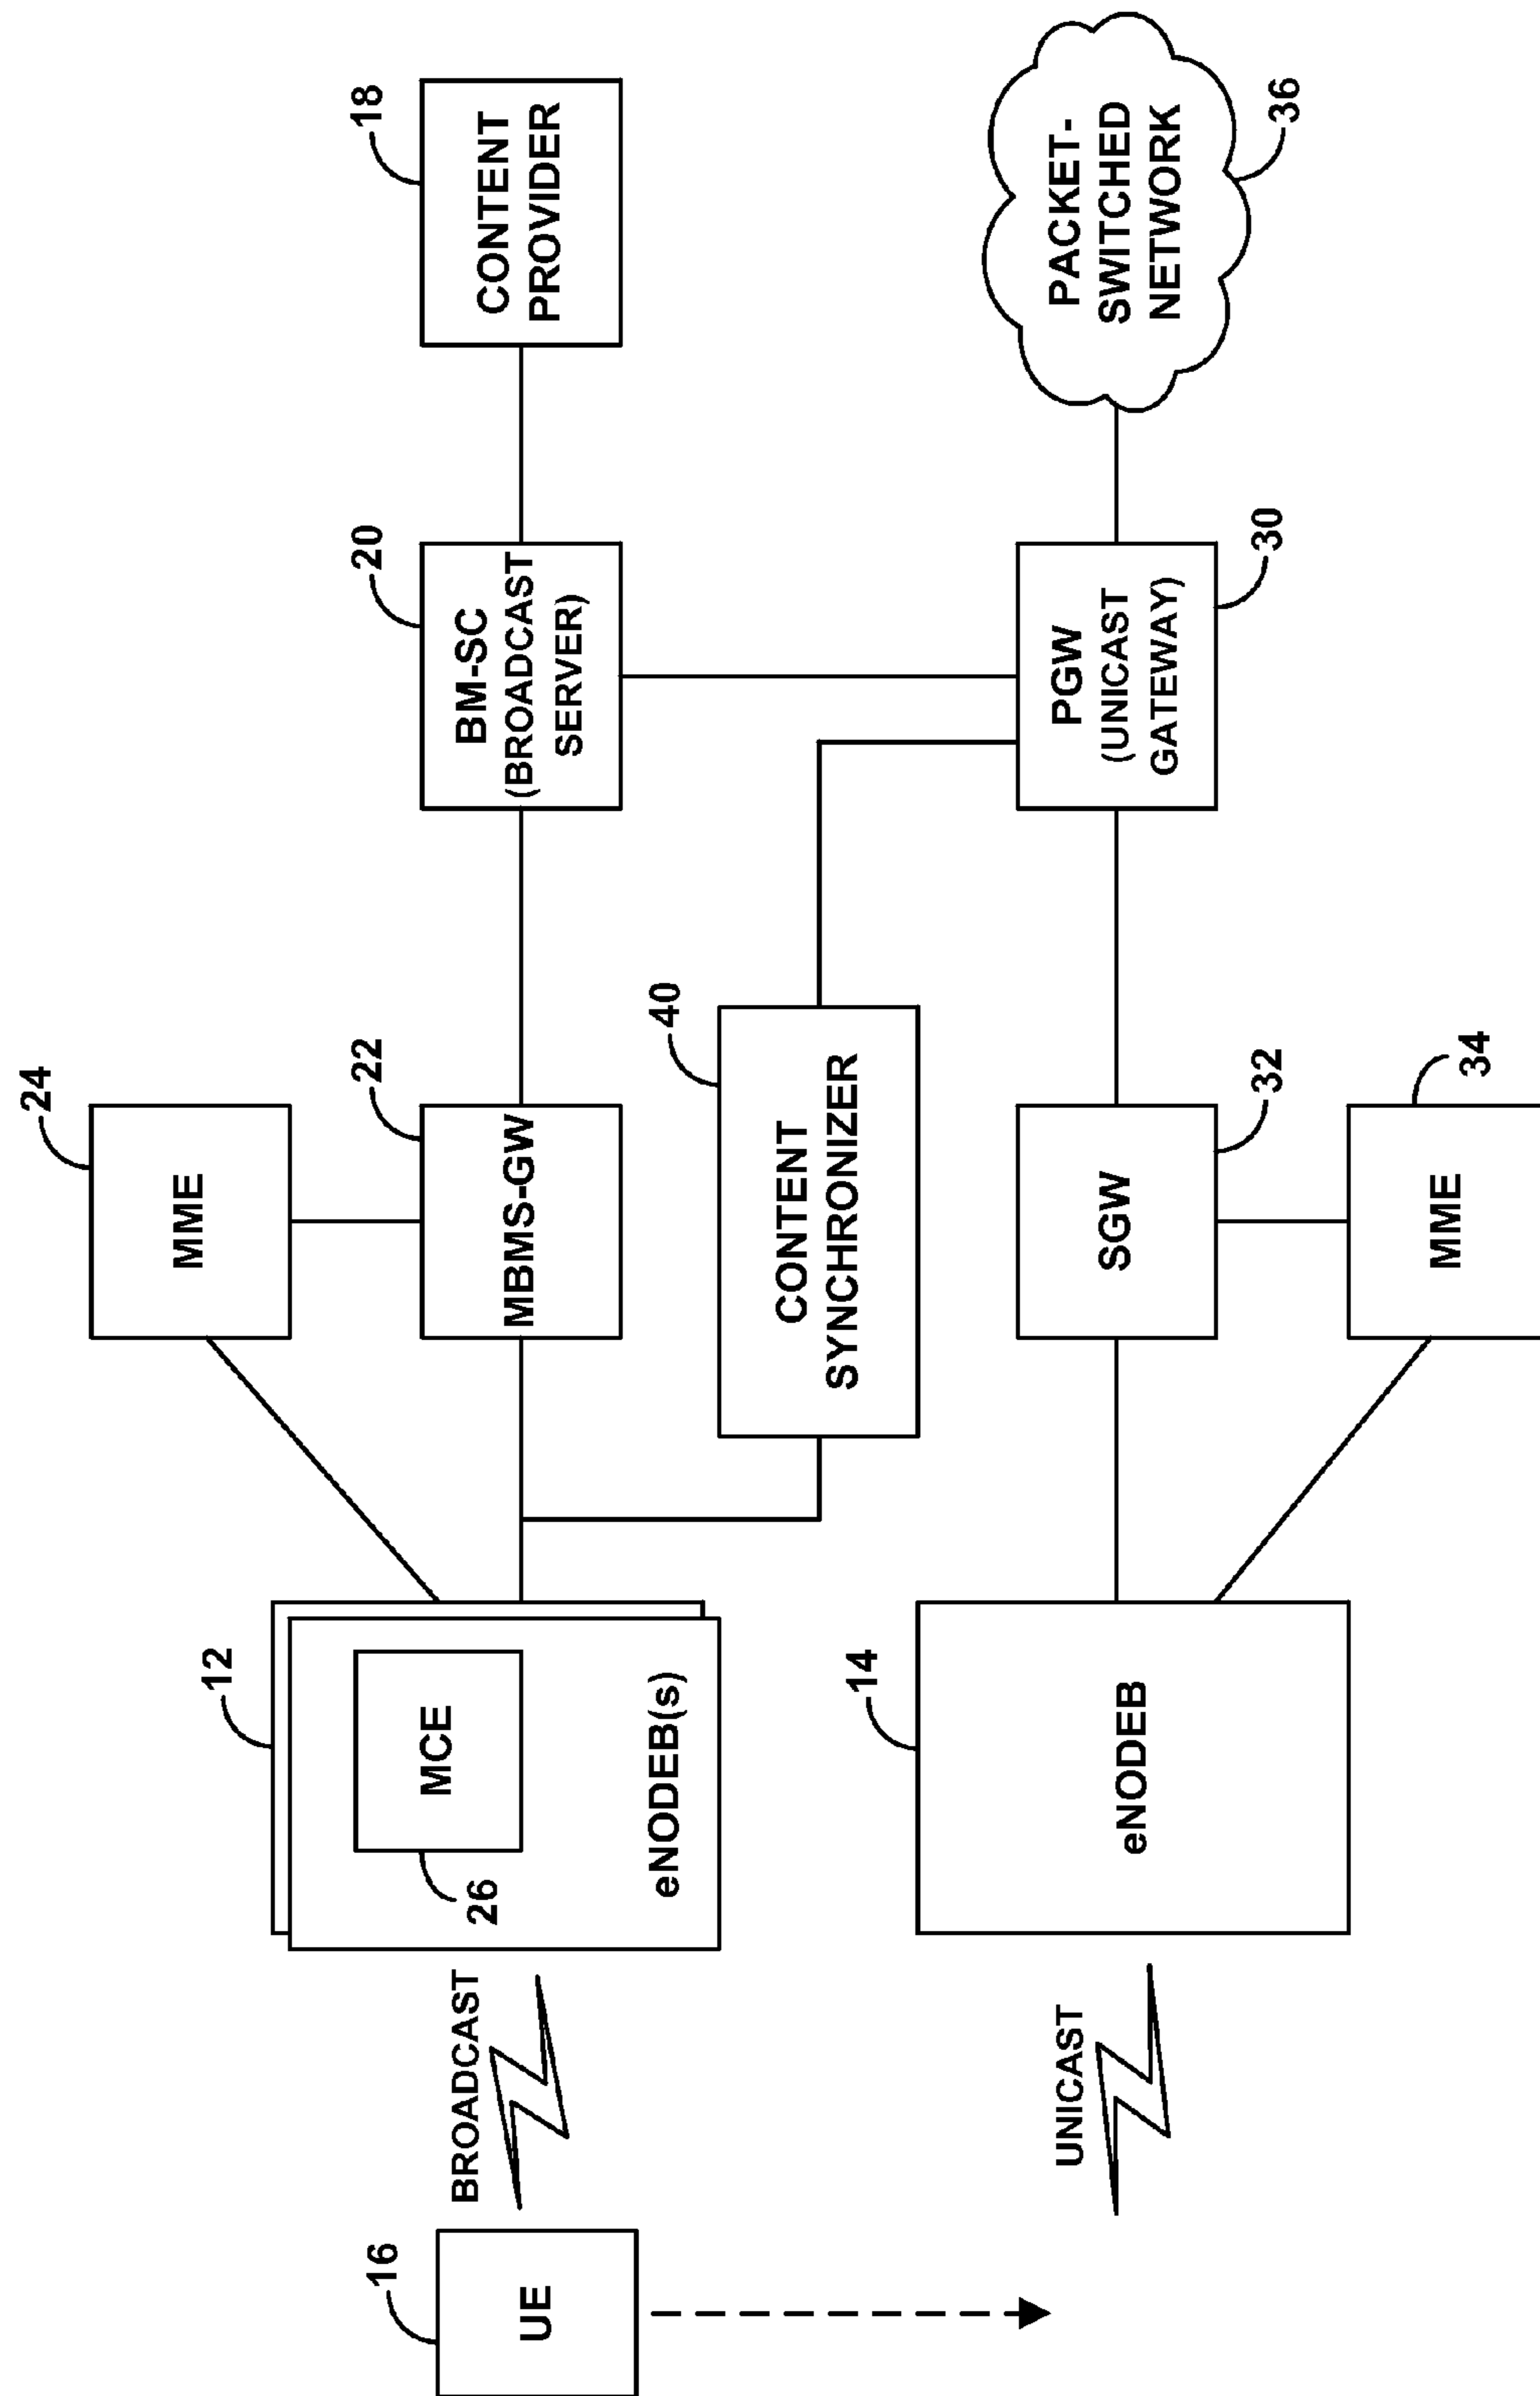 24
MME
12
MCE
26
eNODEB(s)
22
MBMS-GW
20
BM-SC
(BROADCAST
SERVER)
18
CONTENT
PROVIDER
16
UE
BROADCAST
40
CONTENT
SYNCHRONIZER
14
eNODEB
UNICAST
SGW
32
PGW
(UNICAST
GATEWAY)
30
PACKET-
SWITCHED
NETWORK
36
MME
34